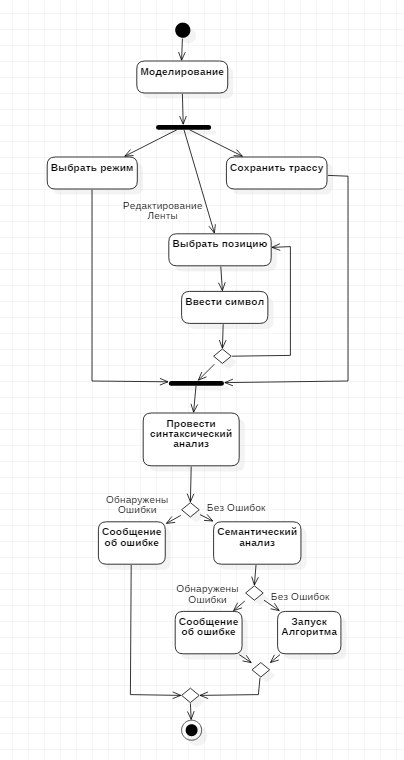 Моделирование
Выбрать режим
Сохранить трассу
Редактирование
Ленты
Выбрать позицию
Ввести символ
Провести
синтаксический
анализ
Обнаружены
Ошибки
Без Ошибок
Сообщение
об ошибке
Семантический
анализ
Обнаружены
Ошибки
Без Ошибок
Сообщение
об ошибке
Запуск
Алгоритма